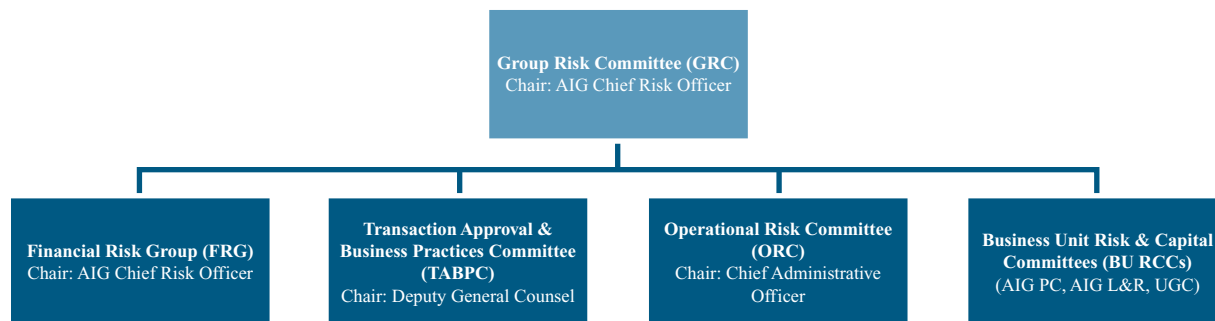 Group Risk Committee (GRC)
Chair: AIG Chief Risk Officer
Financial Risk Group (FRG)
Chair: AIG Chief Risk Officer
Transaction Approval &
Business Practices Committee
(TABPC)
Chair: Deputy General Counsel
Operational Risk Committee
(ORC)
Chair: Chief Administrative
Officer
Business Unit Risk & Capital
Committees (BU RCCs)
(AIG PC, AIG L&R, UGC)